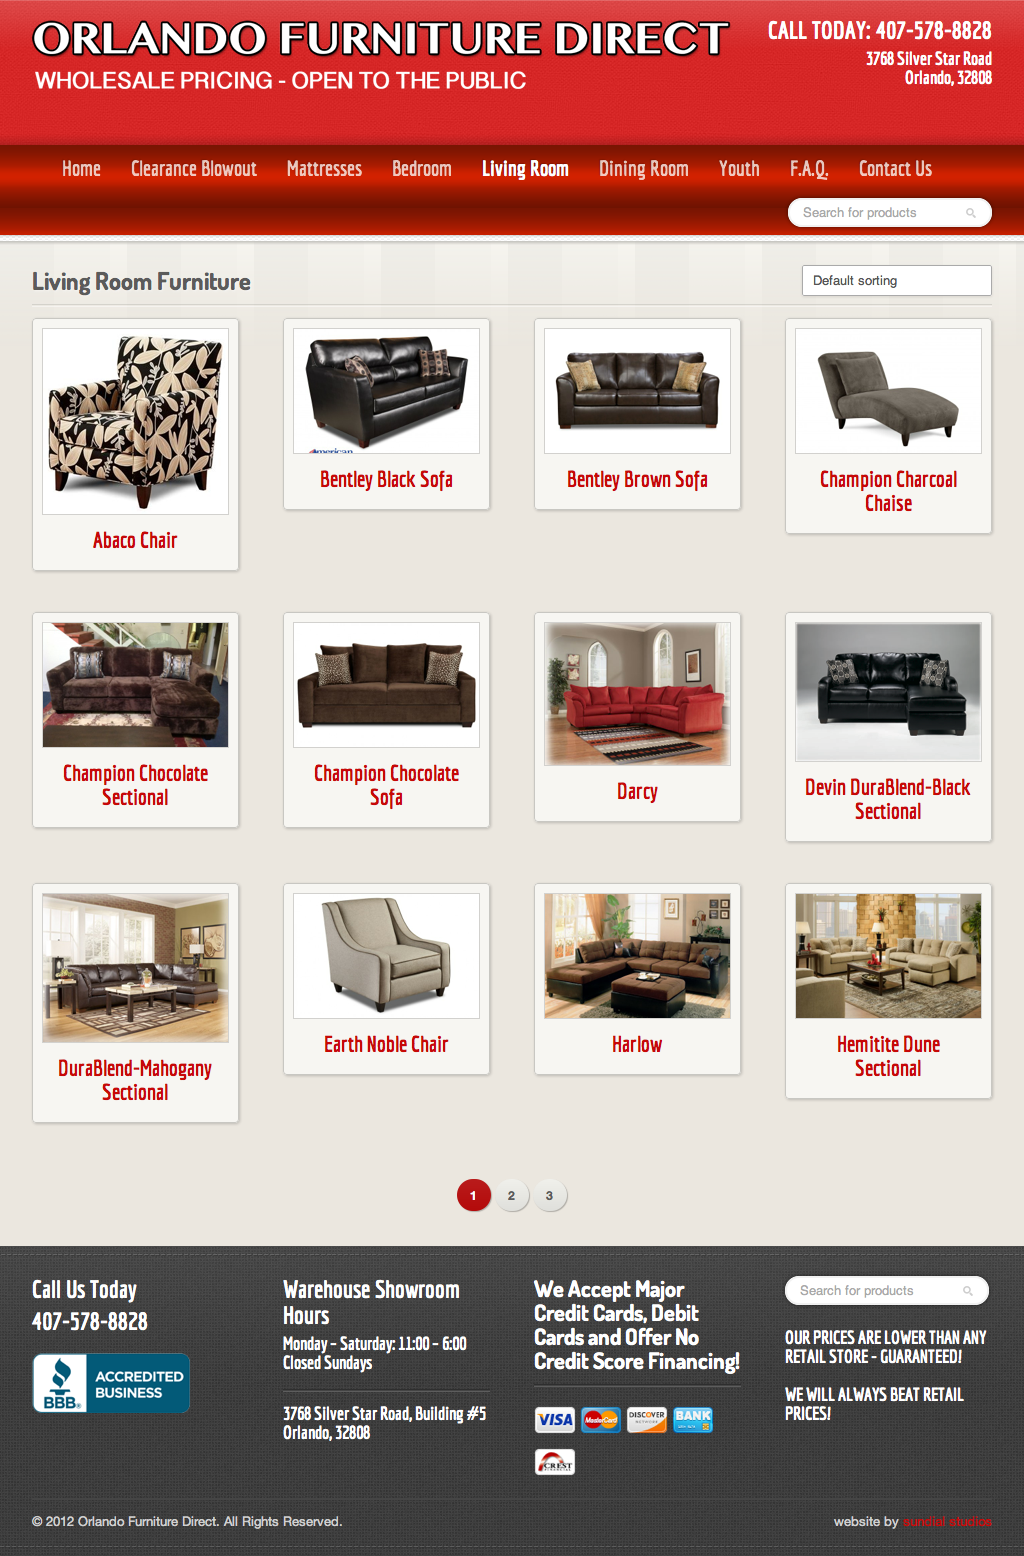 ORLANDO FURNITURE DIRECT
WHOLESALE PRICING - OPEN TO THE PUBLIC
CALL TODAY: 407-578-8828
3768 Silver Star Road
Orlando, 32808
Home Clearance Blowout Mattresses Bedroom Living Room Dining Room Youth F.A.Q. Contact Us
Search for products
Living Room Furniture
Default sorting
American
Abaco Chair
Bentley Black Sofa
Bentley Brown Sofa
Champion Charcoal
Chaise
Champion Chocolate
Sectional
Champion Chocolate
Sofa
Darcy
Devin DuraBlend-Black
Sectional
DuraBlend-Mahogany
Sectional
Earth Noble Chair
Harlow
Hemitite Dune
Sectional
1 2 3
Call Us Today
407-578-8828
BBB.
ACCREDITED
BUSINESS
Warehouse Showroom
Hours
Monday – Saturday: 11:00 – 6:00
Closed Sundays
3768 Silver Star Road, Building #5
Orlando, 32808
We Accept Major
Credit Cards, Debit
Cards and Offer No
Credit Score Financing!
VISA MasterCard DISCOVER BANK
CREST
Search for products
OUR PRICES ARE LOWER THAN ANY
RETAIL STORE - GUARANTEED!
WE WILL ALWAYS BEAT RETAIL
PRICES!
© 2012 Orlando Furniture Direct. All Rights Reserved.
website by sundial studios